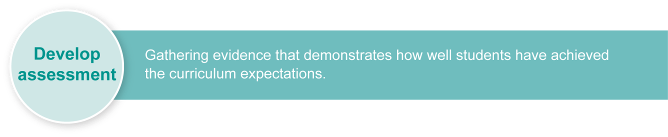 Develop
assessment
Gathering evidence that demonstrates how well students have achieved
the curriculum expectations.